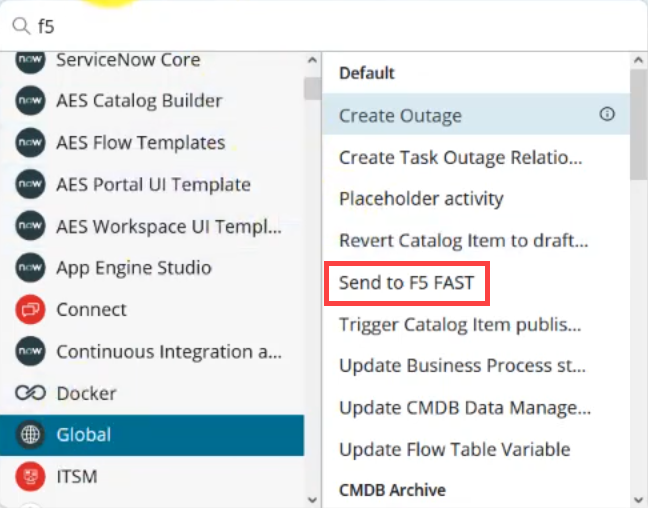 f5
now ServiceNow Core
now AES Catalog Builder
now AES Flow Templates
now AES Portal UI Template
now AES Workspace UI Templ...
now App Engine Studio
Connect
now Continuous Integration a...
Docker
Global
ITSM
Default
Create Outage
Create Task Outage Relatio...
Placeholder activity
Revert Catalog Item to draft...
Send to F5 FAST
Trigger Catalog Item publis...
Update Business Process st...
Update CMDB Data Manage...
Update Flow Table Variable
CMDB Archive